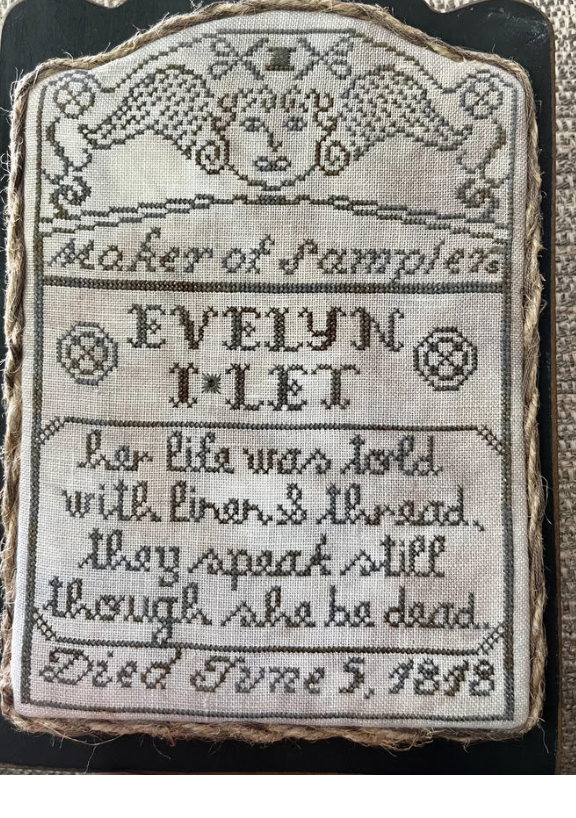 Maker of Samplers
EVELYN
I*LET
her life was told
with linen & thread,
they speak still
though she be dead.
Died June 5, 1818